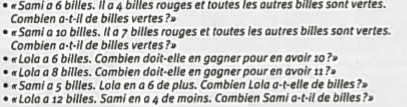 • « Sami a 6 billes. Il a 4 billes rouges et toutes les autres billes sont vertes.
Combien a-t-il de billes vertes ?»
• « Sami a 10 billes. Il a 7 billes rouges et toutes les autres billes sont vertes.
Combien a-t-il de billes vertes ?»
• « Lola a 6 billes. Combien doit-elle en gagner pour en avoir 10 ?»
• « Lola a 8 billes. Combien doit-elle en gagner pour en avoir 11 ?»
• « Sami a 5 billes. Lola en a 6 de plus. Combien Lola a-t-elle de billes ?»
• « Lola a 12 billes. Sami en a 4 de moins. Combien Sami a-t-il de billes ?»